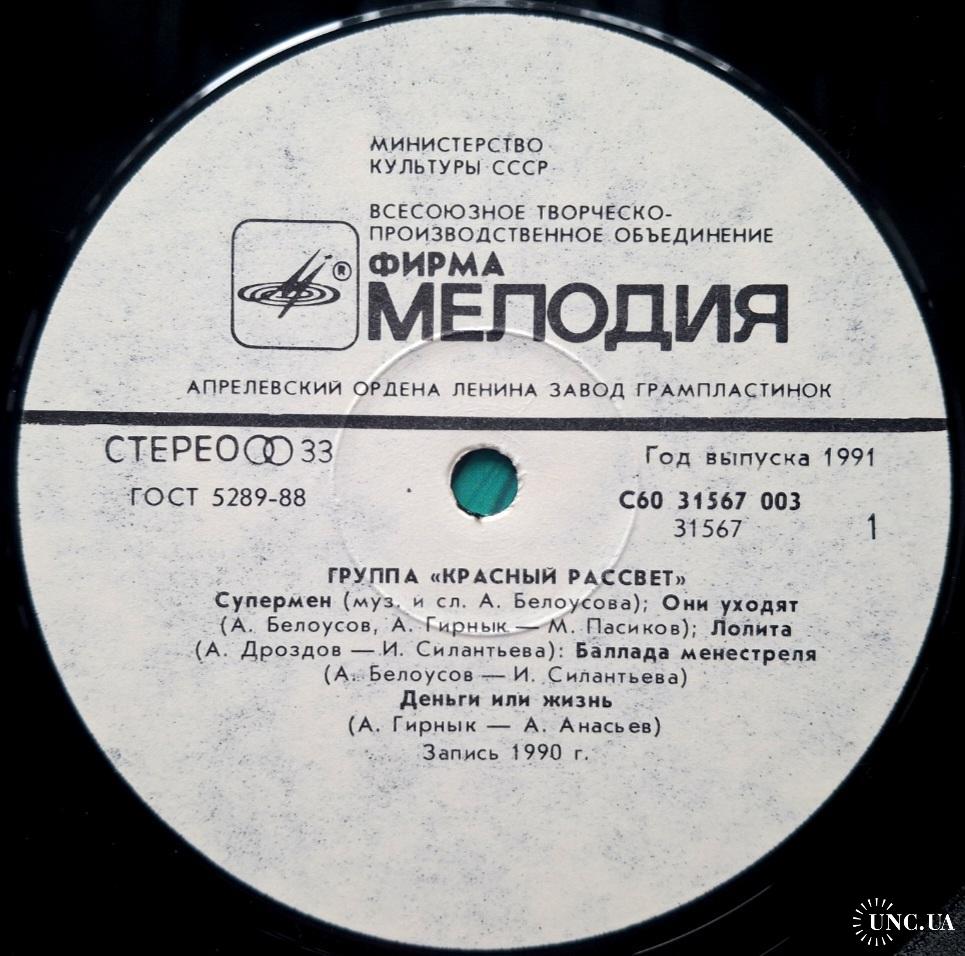 МИНИСТЕРСТВО
КУЛЬТУРЫ СССР
ВСЕСОЮЗНОЕ ТВОРЧЕСКО-
ПРОИЗВОДСТВЕННОЕ ОБЪЕДИНЕНИЕ
ФИРМА
®
МЕЛОДИЯ
АПРЕЛЕВСКИЙ ОРДЕНА ЛЕНИНА ЗАВОД ГРАМПЛАСТИНОК
СТЕРЕО 33
Год выпуска 1991
ГОСТ 5289-88
С60 31567 003
31567
1
ГРУППА «КРАСНЫЙ РАССВЕТ»
Супермен (муз. и сл. А. Белоусова); Они уходят
(А. Белоусов, А. Гирнык — М. Пасиков); Лолита
(А. Дроздов — И. Силантьева): Баллада менестреля
(А. Белоусов — И. Силантьева)
Деньги или жизнь
(А. Гирнык — А. Анасьев)
Запись 1990 г.
UNC.UA